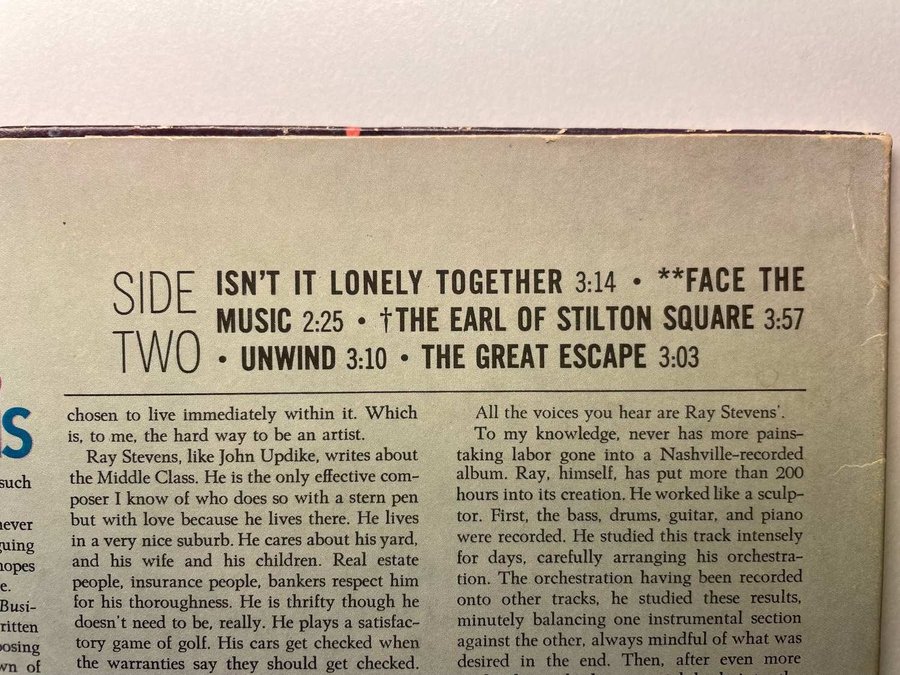 SIDE
TWO
ISN'T IT LONELY TOGETHER 3:14 • **FACE THE
MUSIC 2:25 • †THE EARL OF STILTON SQUARE 3:57
• UNWIND 3:10 • THE GREAT ESCAPE 3:03
S
such
never
guing
hopes
e.
Busi-
ritten
posing
wn of
chosen to live immediately within it. Which
is, to me, the hard way to be an artist.
Ray Stevens, like John Updike, writes about
the Middle Class. He is the only effective com-
poser I know of who does so with a stern pen
but with love because he lives there. He lives
in a very nice suburb. He cares about his yard,
and his wife and his children. Real estate
people, insurance people, bankers respect him
for his thoroughness. He is thrifty though he
doesn't need to be, really. He plays a satisfac-
tory game of golf. His cars get checked when
the warranties say they should get checked.
All the voices you hear are Ray Stevens'.
To my knowledge, never has more pains-
taking labor gone into a Nashville-recorded
album. Ray, himself, has put more than 200
hours into its creation. He worked like a sculp-
tor. First, the bass, drums, guitar, and piano
were recorded. He studied this track intensely
for days, carefully arranging his orchestra-
tion. The orchestration having been recorded
onto other tracks, he studied these results,
minutely balancing one instrumental section
against the other, always mindful of what was
desired in the end. Then, after even more